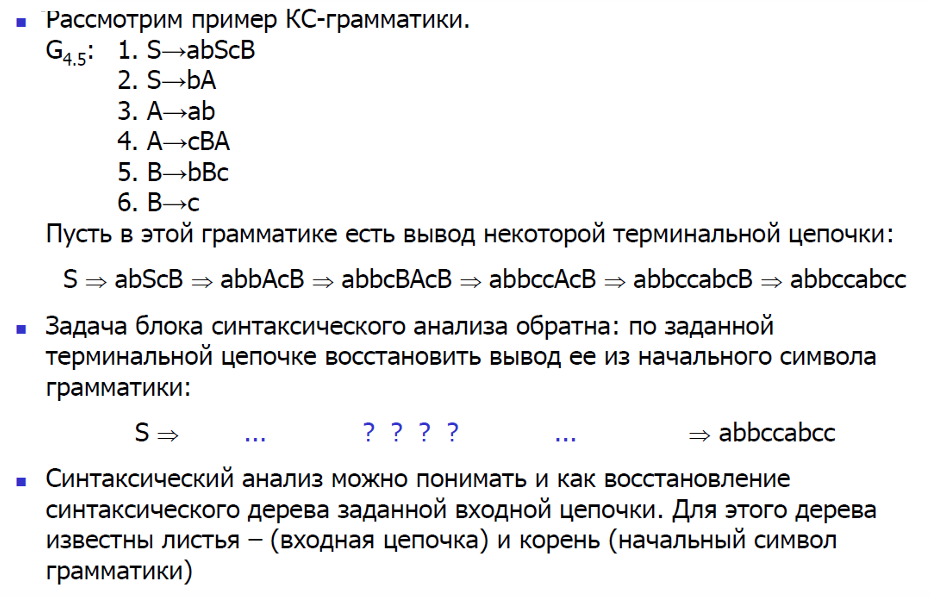 ▪ Рассмотрим пример КС-грамматики.
G4.5: 1. S→abScB
2. S→bA
3. A→ab
4. A→cBA
5. B→bBc
6. B→c
Пусть в этой грамматике есть вывод некоторой терминальной цепочки:
S ⇒ abScB ⇒ abbAcB ⇒ abbcBAcB ⇒ abbccAcB ⇒ abbccabcB ⇒ abbccabcc
▪ Задача блока синтаксического анализа обратна: по заданной
терминальной цепочке восстановить вывод ее из начального символа
грамматики:
S ⇒ ... ? ? ? ? ... ⇒ abbccabcc
▪ Синтаксический анализ можно понимать и как восстановление
синтаксического дерева заданной входной цепочки. Для этого дерева
известны листья – (входная цепочка) и корень (начальный символ
грамматики)